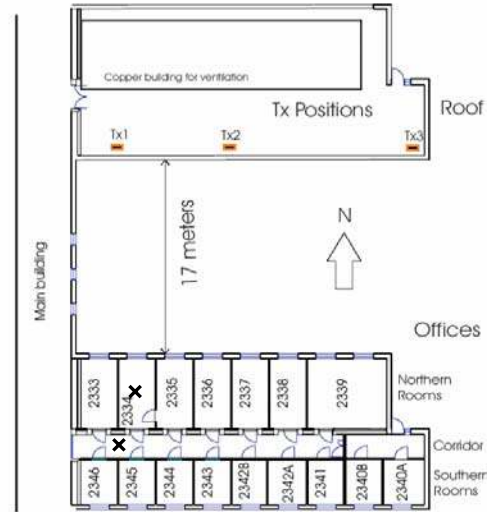 Copper building for ventilation
Tx Positions
Roof
Tx1
Tx2
Tx3
Main building
17 meters
N
Offices
2333
2334
2335
2336
2337
2338
2339
Northern
Rooms
Corridor
2346
2345
2344
2343
2342B
2342A
2341
2340B
2340A
Southern
Rooms